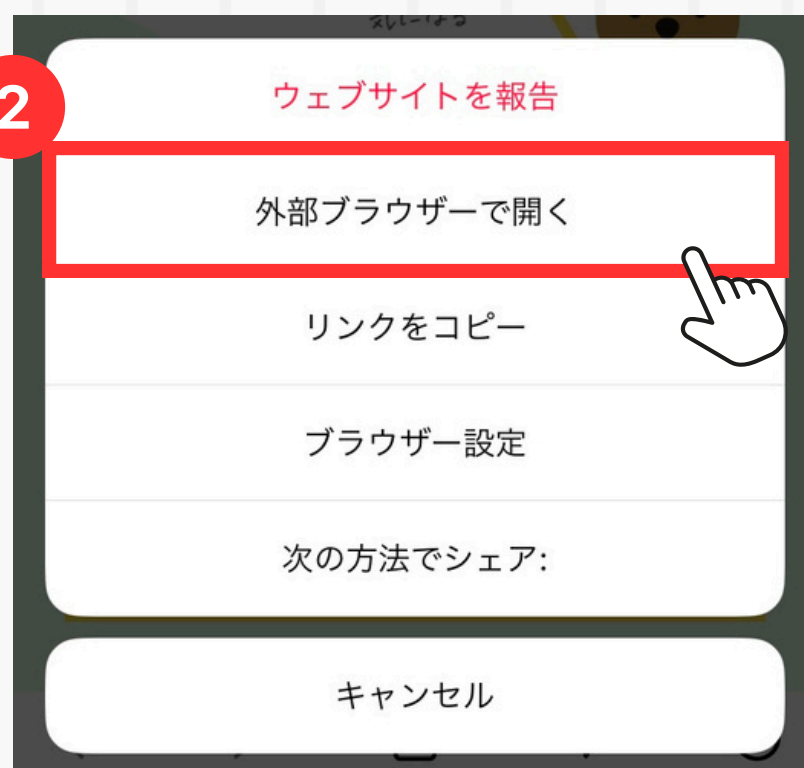 2
ウェブサイトを報告
外部ブラウザーで開く
リンクをコピー
ブラウザー設定
次の方法でシェア:
キャンセル